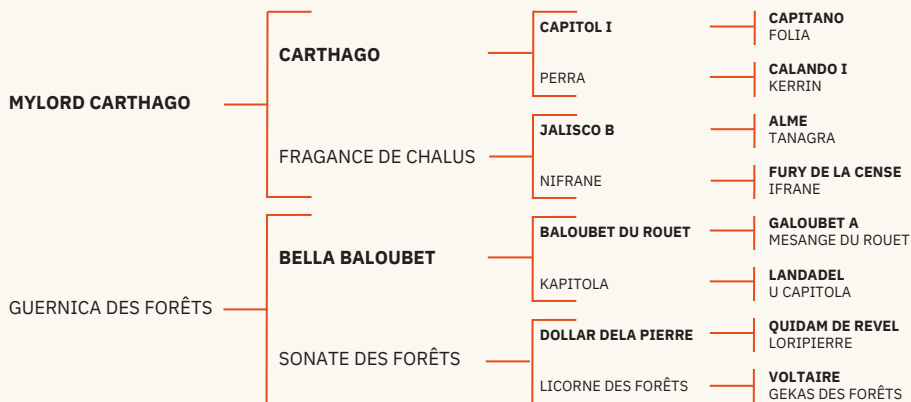 MYLORD CARTHAGO
CARTHAGO
CAPITOL I
CAPITANO
FOLIA
PERRA
CALANDO I
KERRIN
FRAGANCE DE CHALUS
JALISCO B
ALME
TANAGRA
NIFRANE
FURY DE LA CENSE
IFRANE
GUERNICA DES FORÊTS
BELLA BALOUBET
BALOUBET DU ROUET
GALOUBET A
MESANGE DU ROUET
KAPITOLA
LANDADEL
U CAPITOLA
SONATE DES FORÊTS
DOLLAR DELA PIERRE
QUIDAM DE REVEL
LORIPIERRE
LICORNE DES FORÊTS
VOLTAIRE
GEKAS DES FORÊTS